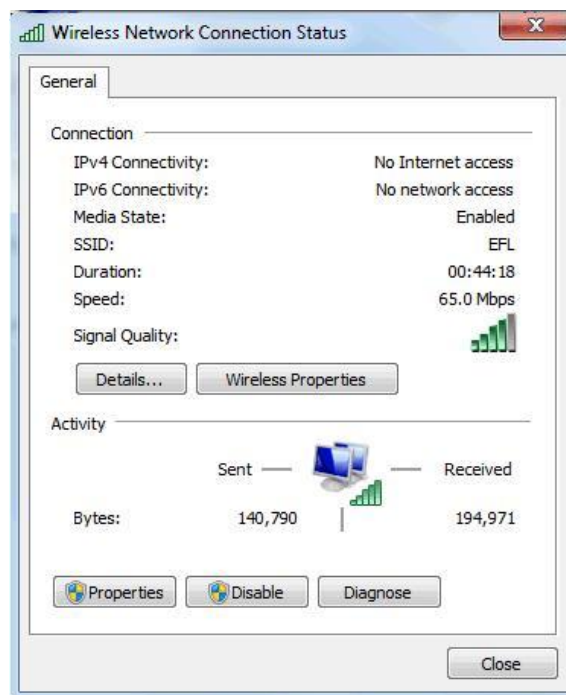 Wireless Network Connection Status
General
Connection
IPv4 Connectivity: No Internet access
IPv6 Connectivity: No network access
Media State: Enabled
SSID: EFL
Duration: 00:44:18
Speed: 65.0 Mbps
Signal Quality:
Details... Wireless Properties
Activity
Sent Received
Bytes: 140,790 194,971
Properties Disable Diagnose
Close